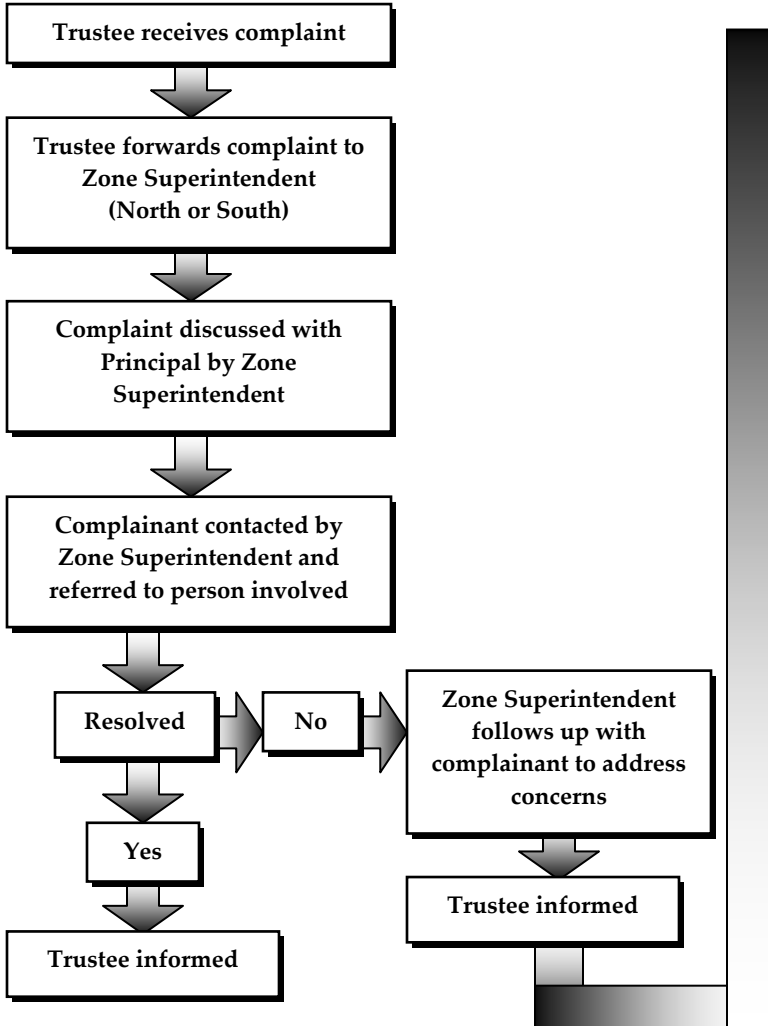 Trustee receives complaint
Trustee forwards complaint to
Zone Superintendent
(North or South)
Complaint discussed with
Principal by Zone
Superintendent
Complainant contacted by
Zone Superintendent and
referred to person involved
Resolved
No
Zone Superintendent
follows up with
complainant to address
concerns
Yes
Trustee informed
Trustee informed